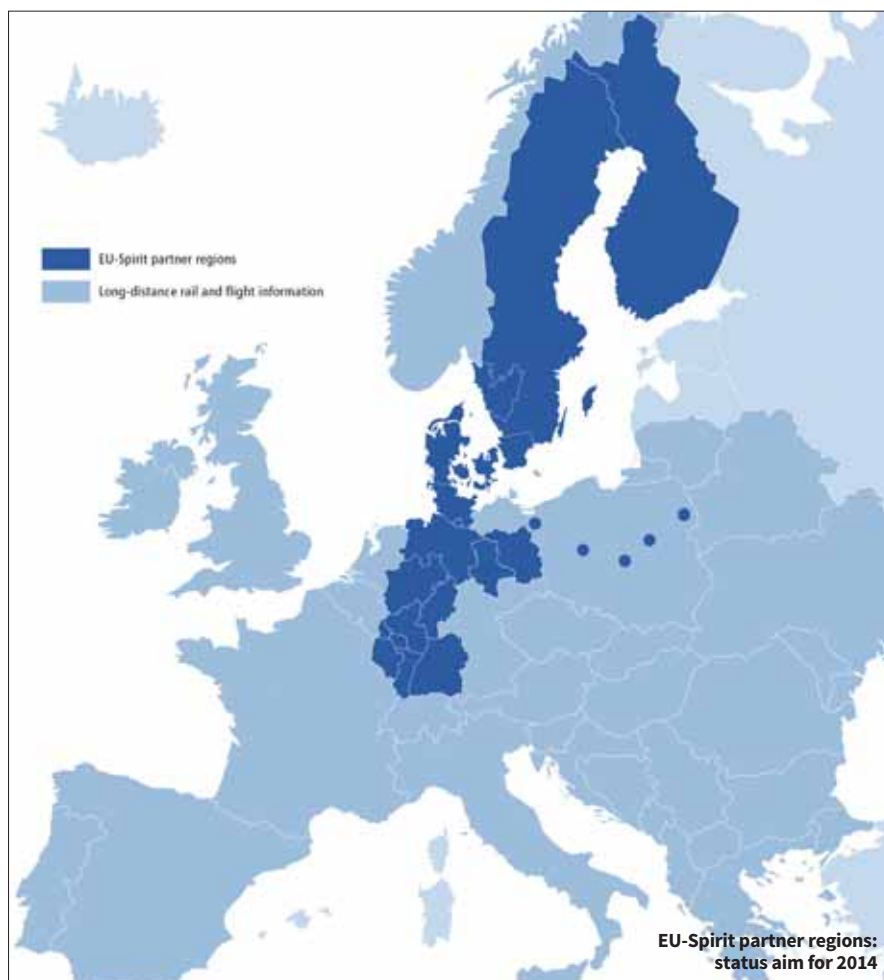 EU-Spirit partner regions
Long-distance rail and flight information
EU-Spirit partner regions:
status aim for 2014